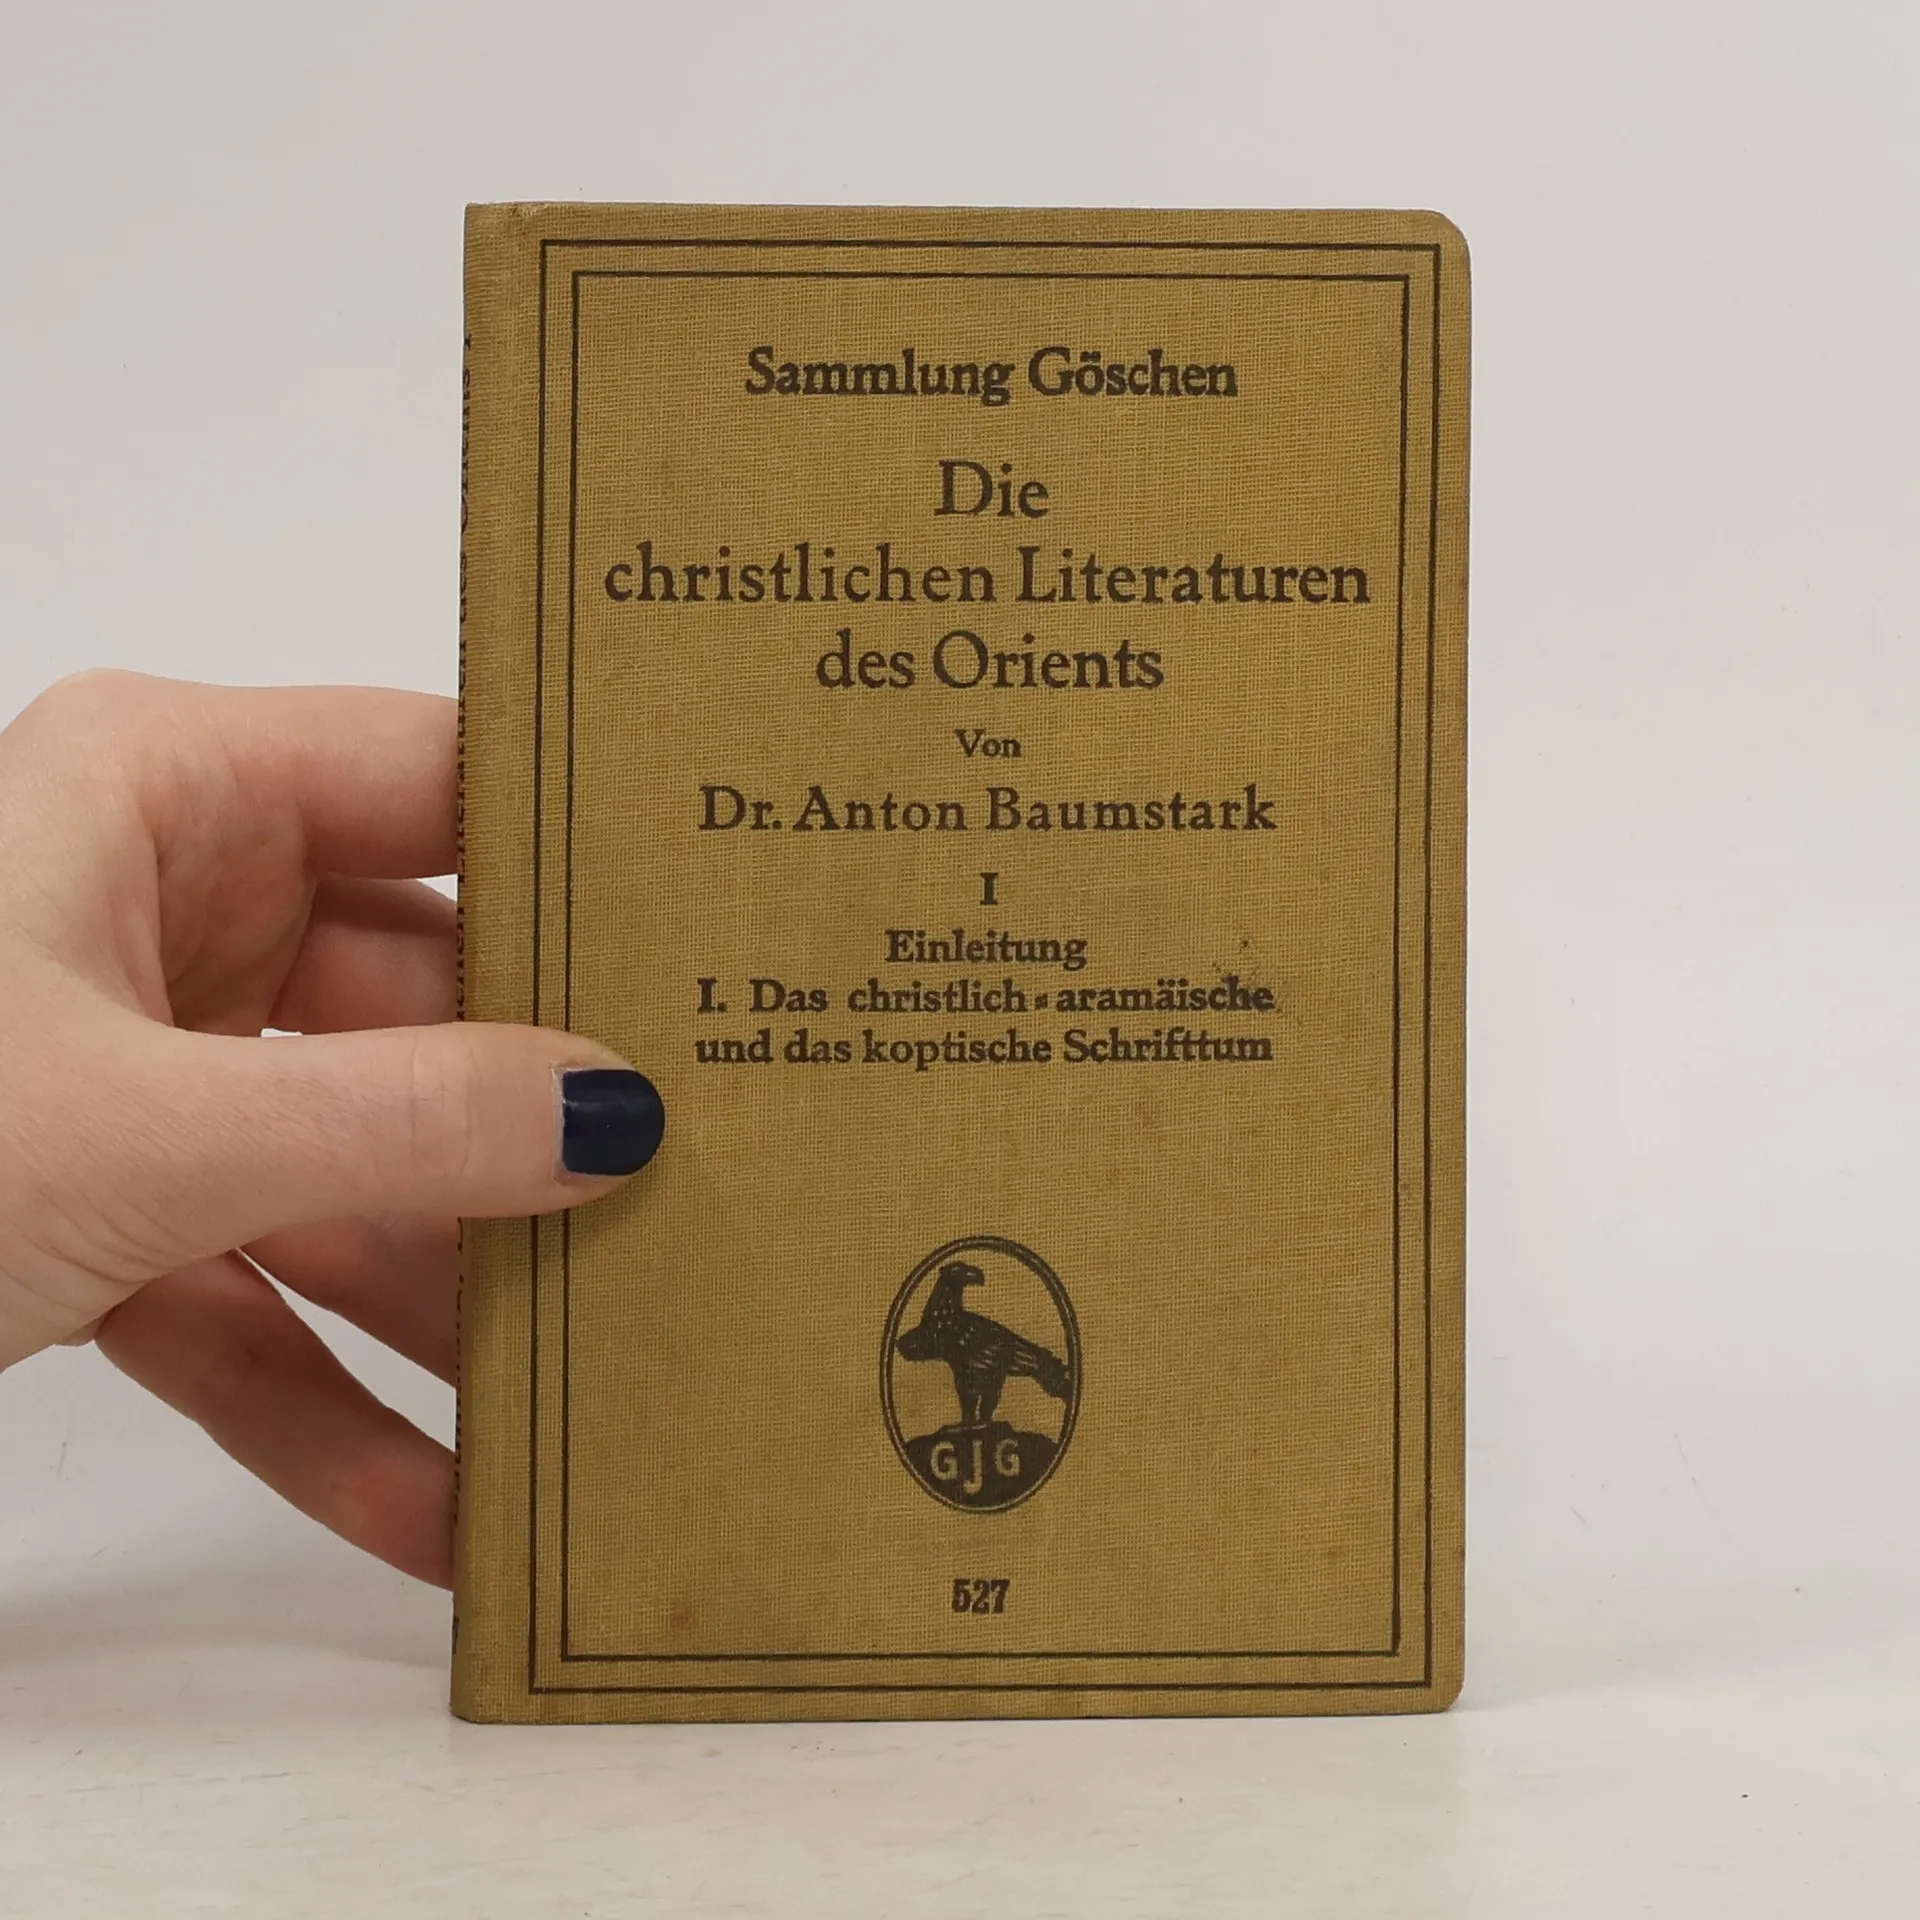 Sammlung Göschen
Die
christlichen Literaturen
des Orients
Von
Dr. Anton Baumstark
I
Einleitung
I. Das christlich-aramäische
und das koptische Schrifttum
GJG
527